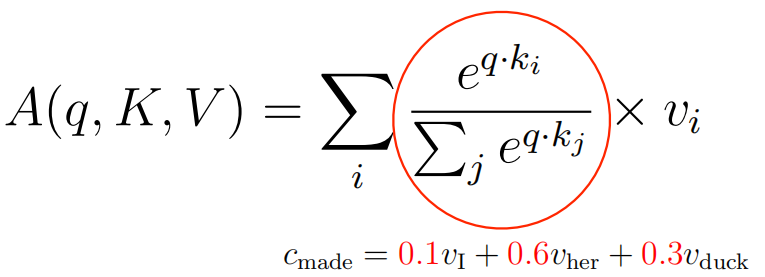 A(q, K, V) = ∑_i e^{q·k_i} / ∑_j e^{q·k_j} × v_i
c_made = 0.1v_I + 0.6v_her + 0.3v_duck